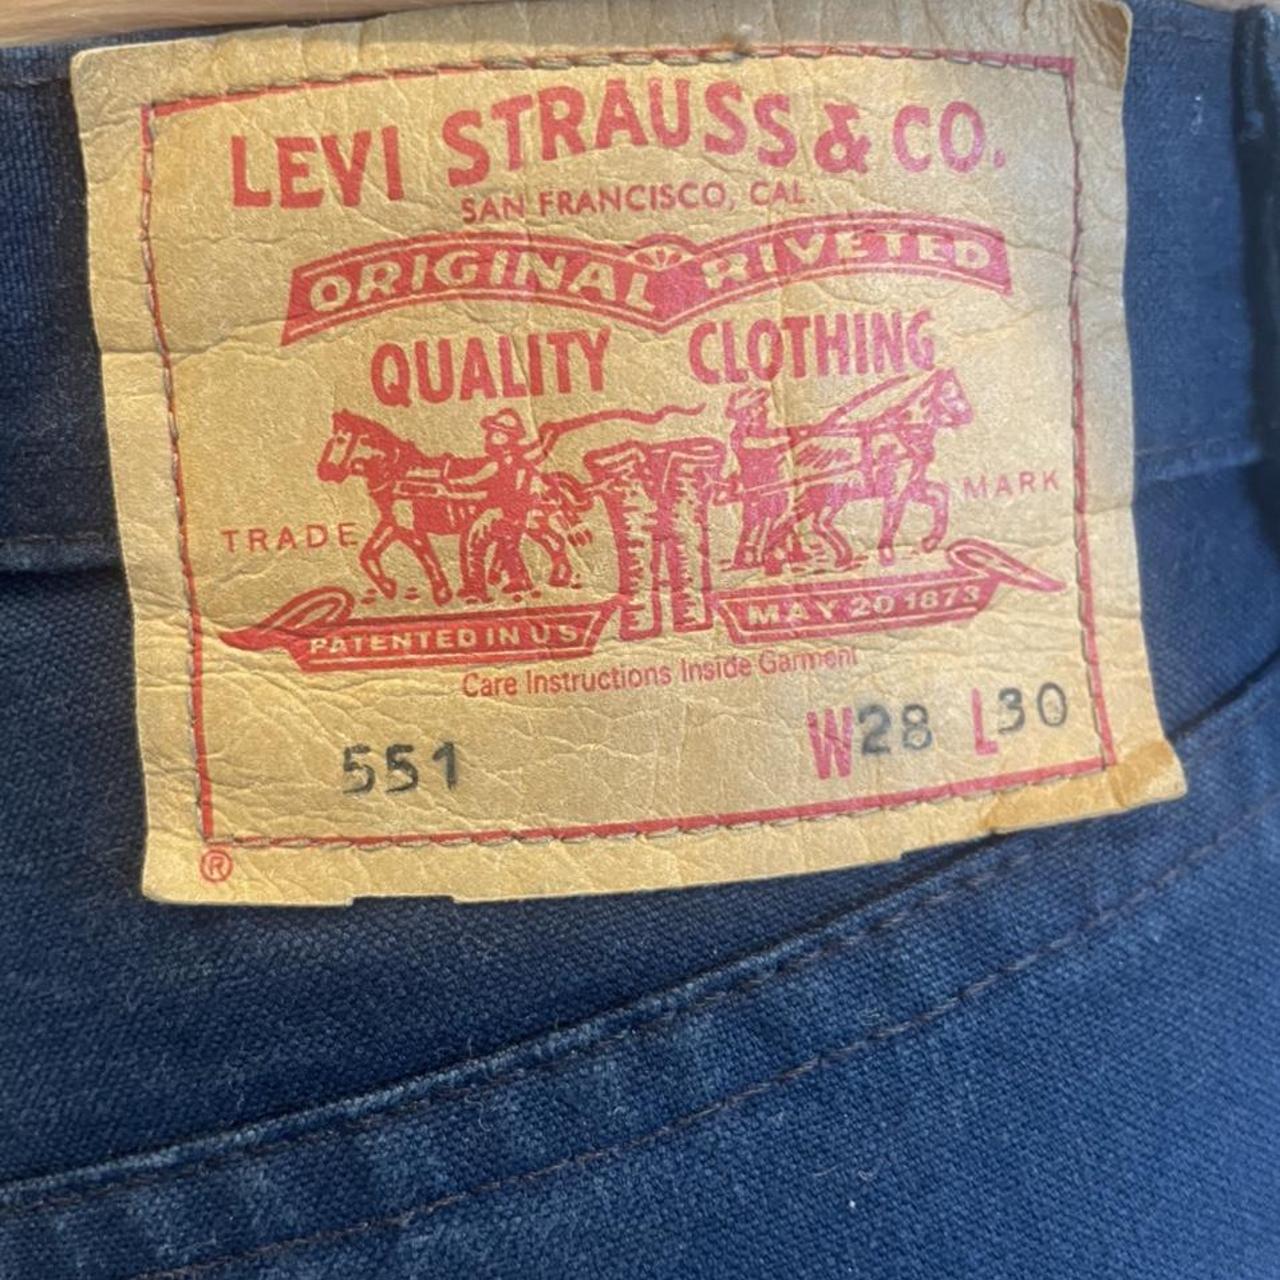 LEVI STRAUSS & CO.
SAN FRANCISCO, CAL.
ORIGINAL RIVETED
QUALITY CLOTHING
TRADE MARK
PATENTED IN U S
MAY 20 1873
Care Instructions Inside Garment
551 W28 L30
®